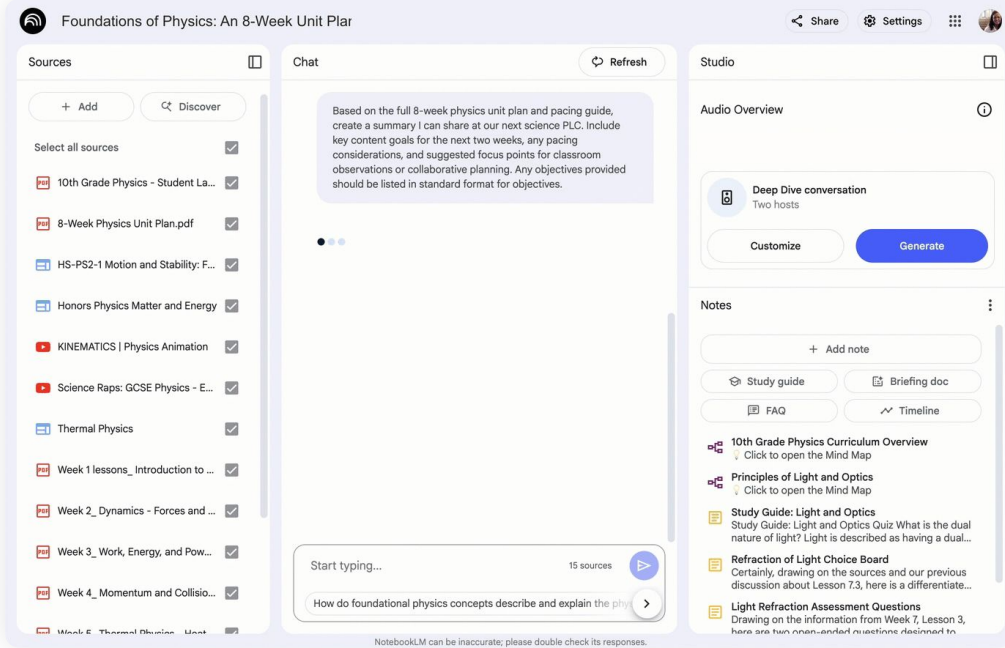 Foundations of Physics: An 8-Week Unit Plan
Share
Settings
Sources
Add
Discover
Select all sources
10th Grade Physics - Student La...
8-Week Physics Unit Plan.pdf
HS-PS2-1 Motion and Stability: F...
Honors Physics Matter and Energy
KINEMATICS | Physics Animation
Science Raps: GCSE Physics - E...
Thermal Physics
Week 1 lessons_ Introduction to ...
Week 2_ Dynamics - Forces and ...
Week 3_ Work, Energy, and Pow...
Week 4_ Momentum and Collisio...
Week 5_ Thermal Physics - Heat
Chat
Refresh
Based on the full 8-week physics unit plan and pacing guide,
create a summary I can share at our next science PLC. Include
key content goals for the next two weeks, any pacing
considerations, and suggested focus points for classroom
observations or collaborative planning. Any objectives provided
should be listed in standard format for objectives.
Start typing...
15 sources
How do foundational physics concepts describe and explain the phys
NotebookLM can be inaccurate; please double check its responses.
Studio
Audio Overview
Deep Dive conversation
Two hosts
Customize
Generate
Notes
Add note
Study guide
Briefing doc
FAQ
Timeline
10th Grade Physics Curriculum Overview
Click to open the Mind Map
Principles of Light and Optics
Click to open the Mind Map
Study Guide: Light and Optics
Study Guide: Light and Optics Quiz What is the dual
nature of light? Light is described as having a dual...
Refraction of Light Choice Board
Certainly, drawing on the sources and our previous
discussion about Lesson 7.3, here is a differentiate...
Light Refraction Assessment Questions
Drawing on the information from Week 7, Lesson 3,
here are two open-ended questions designed to